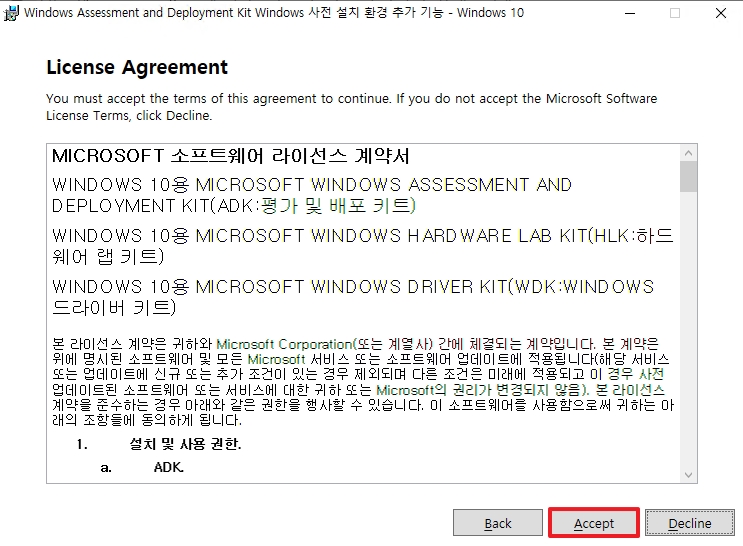 Windows Assessment and Deployment Kit Windows 사전 설치 환경 추가 기능 - Windows 10
License Agreement
You must accept the terms of this agreement to continue. If you do not accept the Microsoft Software
License Terms, click Decline.
MICROSOFT 소프트웨어 라이선스 계약서
WINDOWS 10용 MICROSOFT WINDOWS ASSESSMENT AND
DEPLOYMENT KIT(ADK:평가 및 배포 키트)
WINDOWS 10용 MICROSOFT WINDOWS HARDWARE LAB KIT(HLK:하드
웨어 랩 키트)
WINDOWS 10용 MICROSOFT WINDOWS DRIVER KIT(WDK:WINDOWS
드라이버 키트)
본 라이선스 계약은 귀하와 Microsoft Corporation(또는 계열사) 간에 체결되는 계약입니다. 본 계약은
위에 명시된 소프트웨어 및 모든 Microsoft 서비스 또는 소프트웨어 업데이트에 적용됩니다(해당 서비스
또는 업데이트에 신규 또는 추가 조건이 있는 경우 제외되며 다른 조건은 미래에 적용되고 이 경우 사전
업데이트된 소프트웨어 또는 서비스에 대한 귀하 또는 Microsoft의 권리가 변경되지 않음). 본 라이선스
계약을 준수하는 경우 아래와 같은 권한을 행사할 수 있습니다. 이 소프트웨어를 사용함으로써 귀하는 아
래의 조항들에 동의하게 됩니다.
1. 설치 및 사용 권한.
a. ADK.
Back
Accept
Decline